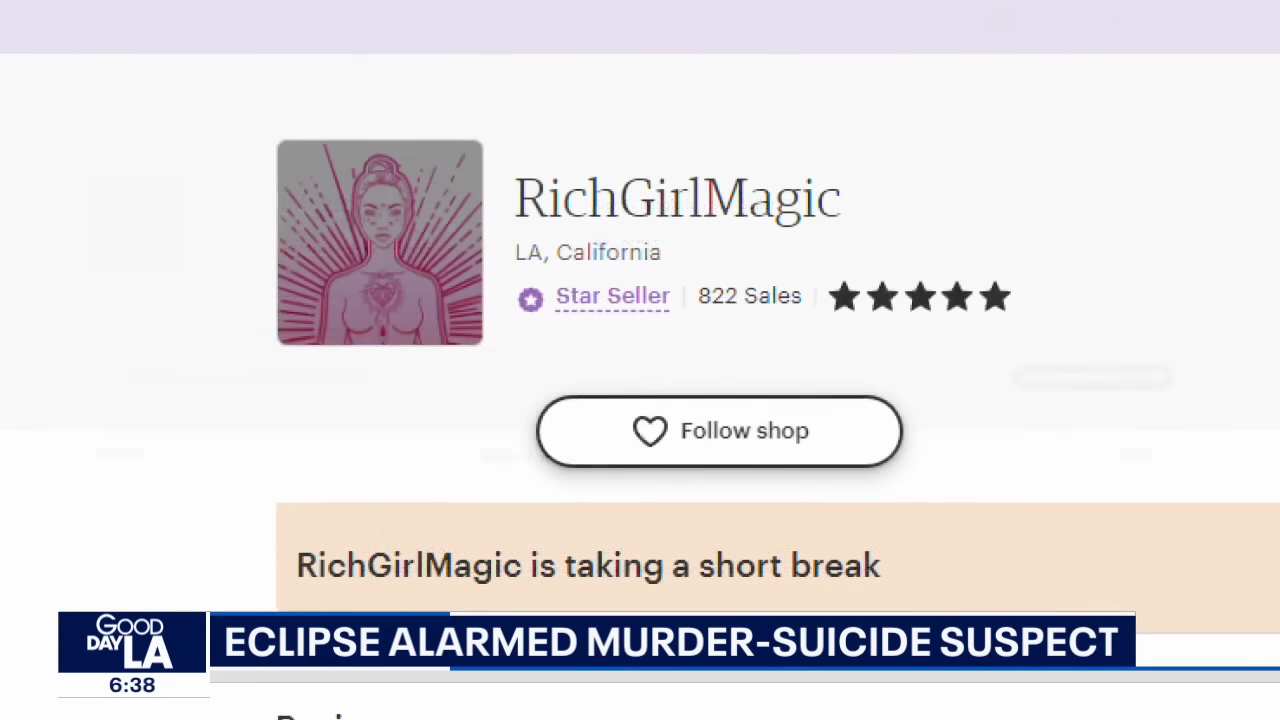 RichGirlMagic
LA, California
Star Seller
822 Sales
Follow shop
RichGirlMagic is taking a short break
GOOD DAY LA
ECLIPSE ALARMED MURDER-SUICIDE SUSPECT
6:38